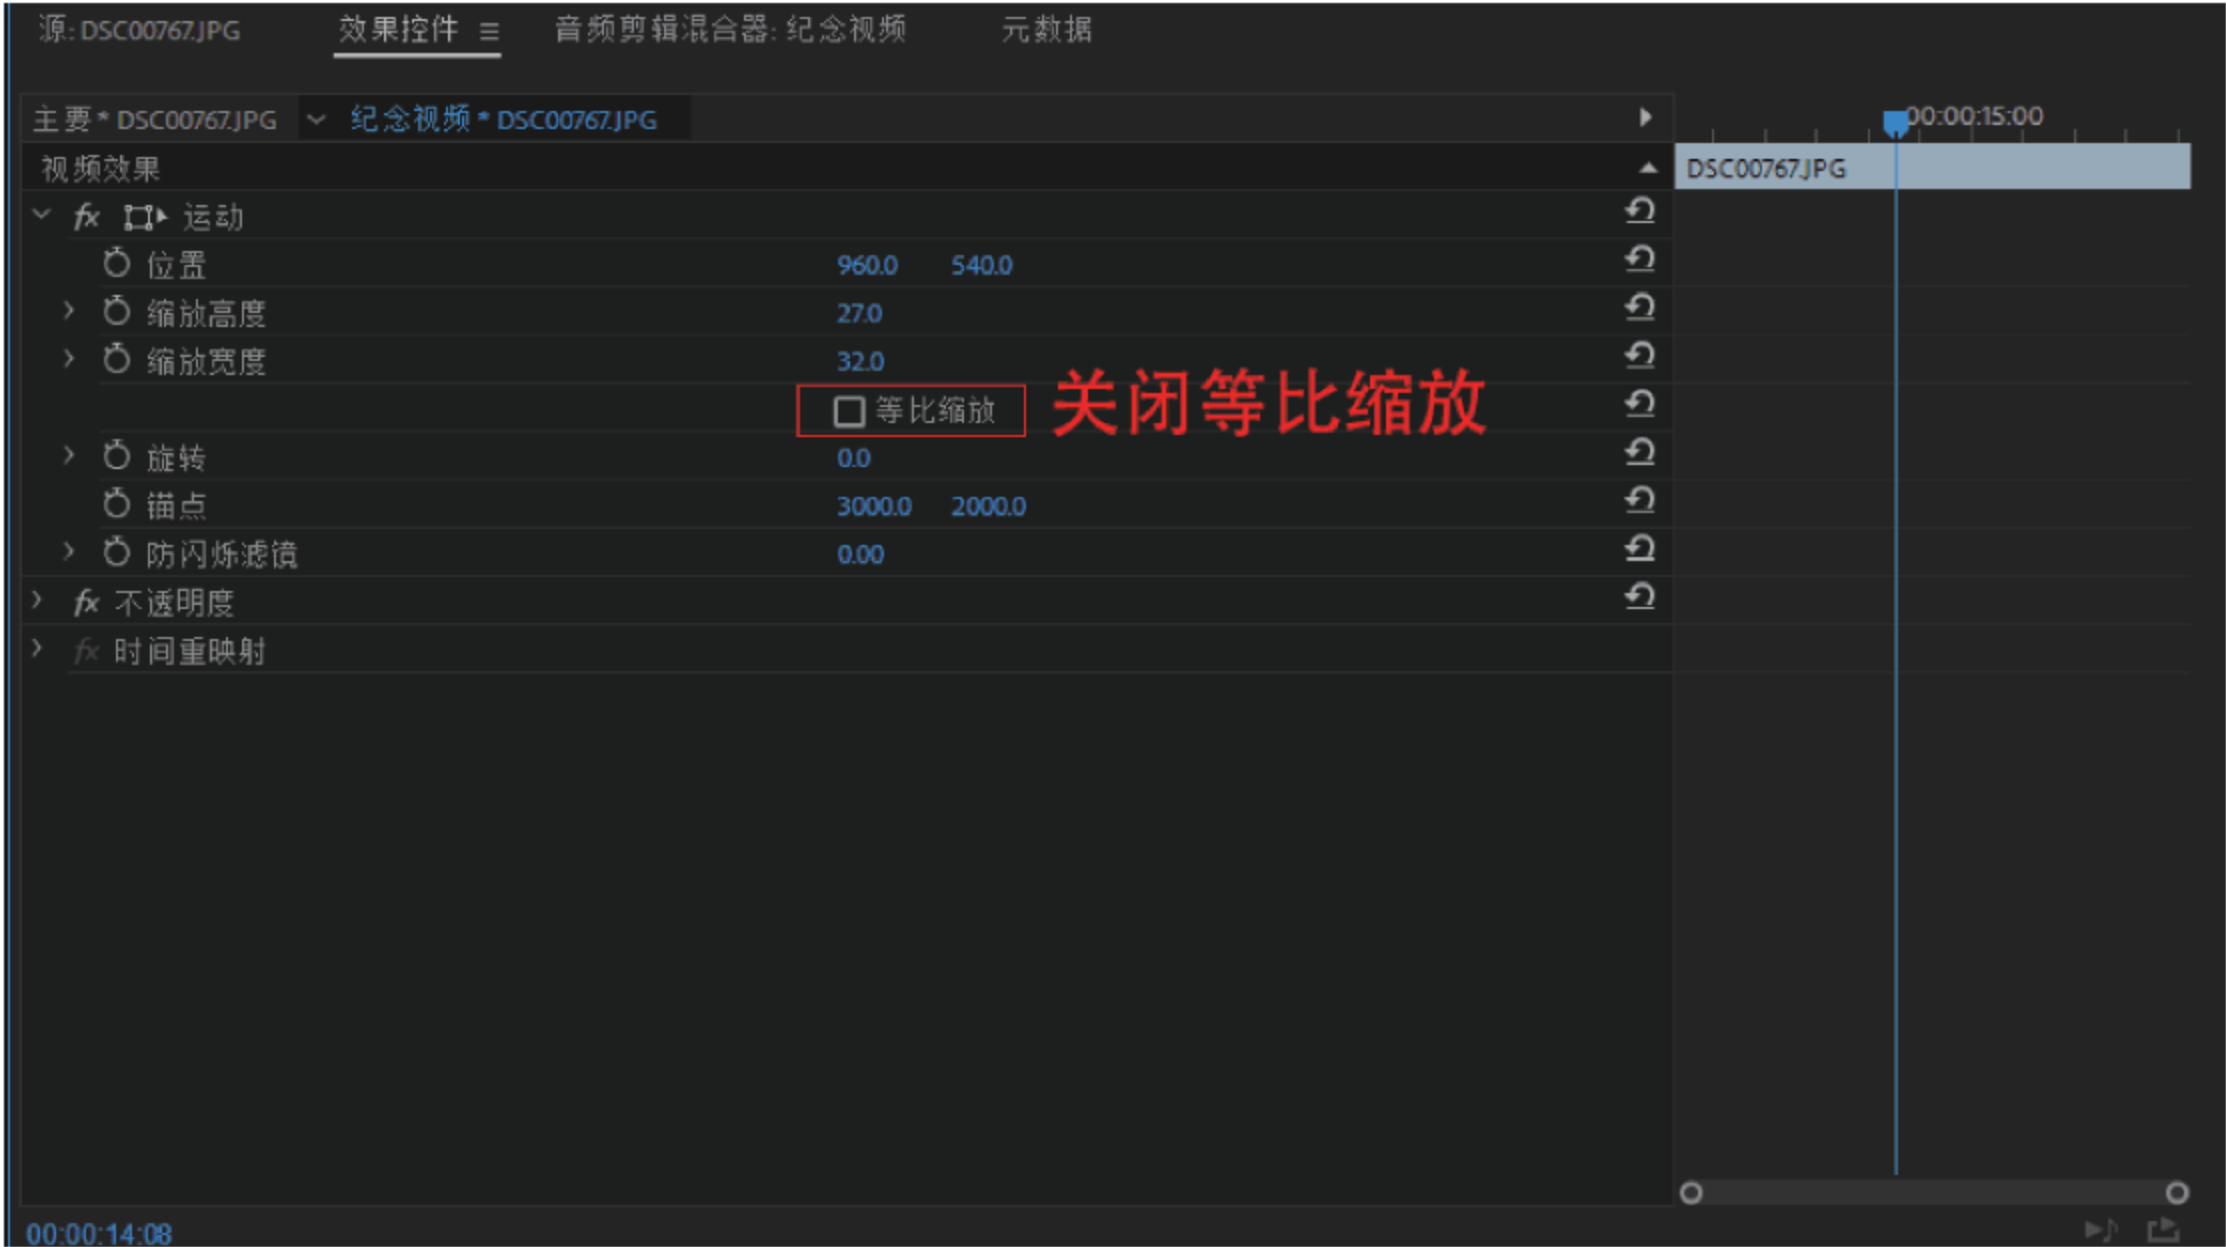 源: DSC00767.JPG 效果控件 音频剪辑混合器: 纪念视频 元数据
主要 * DSC00767.JPG 纪念视频 * DSC00767.JPG 00:00:15:00
视频效果 DSC00767.JPG
fx 运动
位置 960.0 540.0
缩放高度 27.0
缩放宽度 32.0
等比缩放 关闭等比缩放
旋转 0.0
锚点 3000.0 2000.0
防闪烁滤镜 0.00
fx 不透明度
fx 时间重映射
00:00:14:08